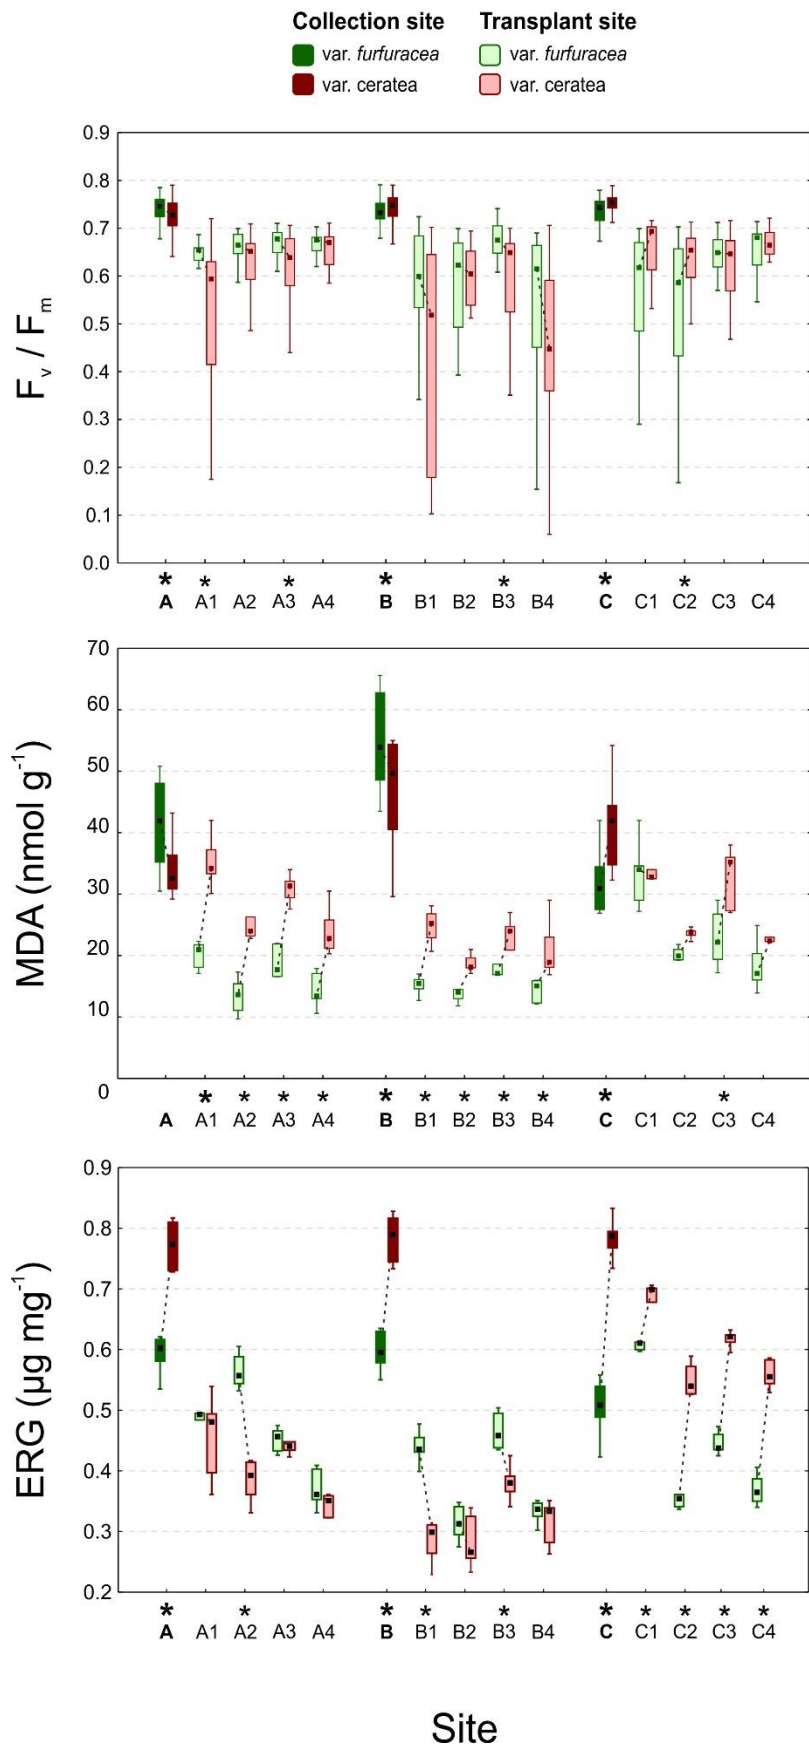 Collection site Transplant site
var. furfuracea var. furfuracea
var. ceratea var. ceratea
0.9
0.8
0.7
0.6
0.5
0.4
0.3
0.2
0.1
0.0
Fv / Fm
* * * * * * *
A A1 A2 A3 A4 B B1 B2 B3 B4 C C1 C2 C3 C4
70
60
50
40
30
20
10
0
MDA (nmol g-1)
* * * * * * * * * * *
A A1 A2 A3 A4 B B1 B2 B3 B4 C C1 C2 C3 C4
0.9
0.8
0.7
0.6
0.5
0.4
0.3
0.2
ERG (µg mg-1)
* * * * * * * * * *
A A1 A2 A3 A4 B B1 B2 B3 B4 C C1 C2 C3 C4
Site